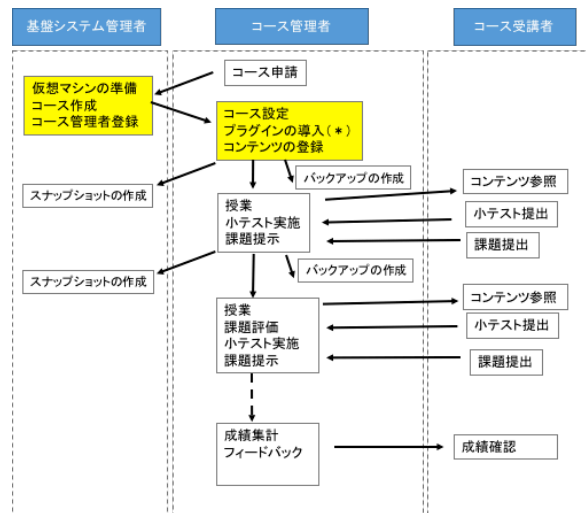 基盤システム管理者
コース管理者
コース受講者
コース申請
仮想マシンの準備
コース作成
コース管理者登録
コース設定
プラグインの導入(*)
コンテンツの登録
バックアップの作成
スナップショットの作成
授業
小テスト実施
課題提示
コンテンツ参照
小テスト提出
課題提出
スナップショットの作成
バックアップの作成
授業
課題評価
小テスト実施
課題提示
コンテンツ参照
小テスト提出
課題提出
成績集計
フィードバック
成績確認